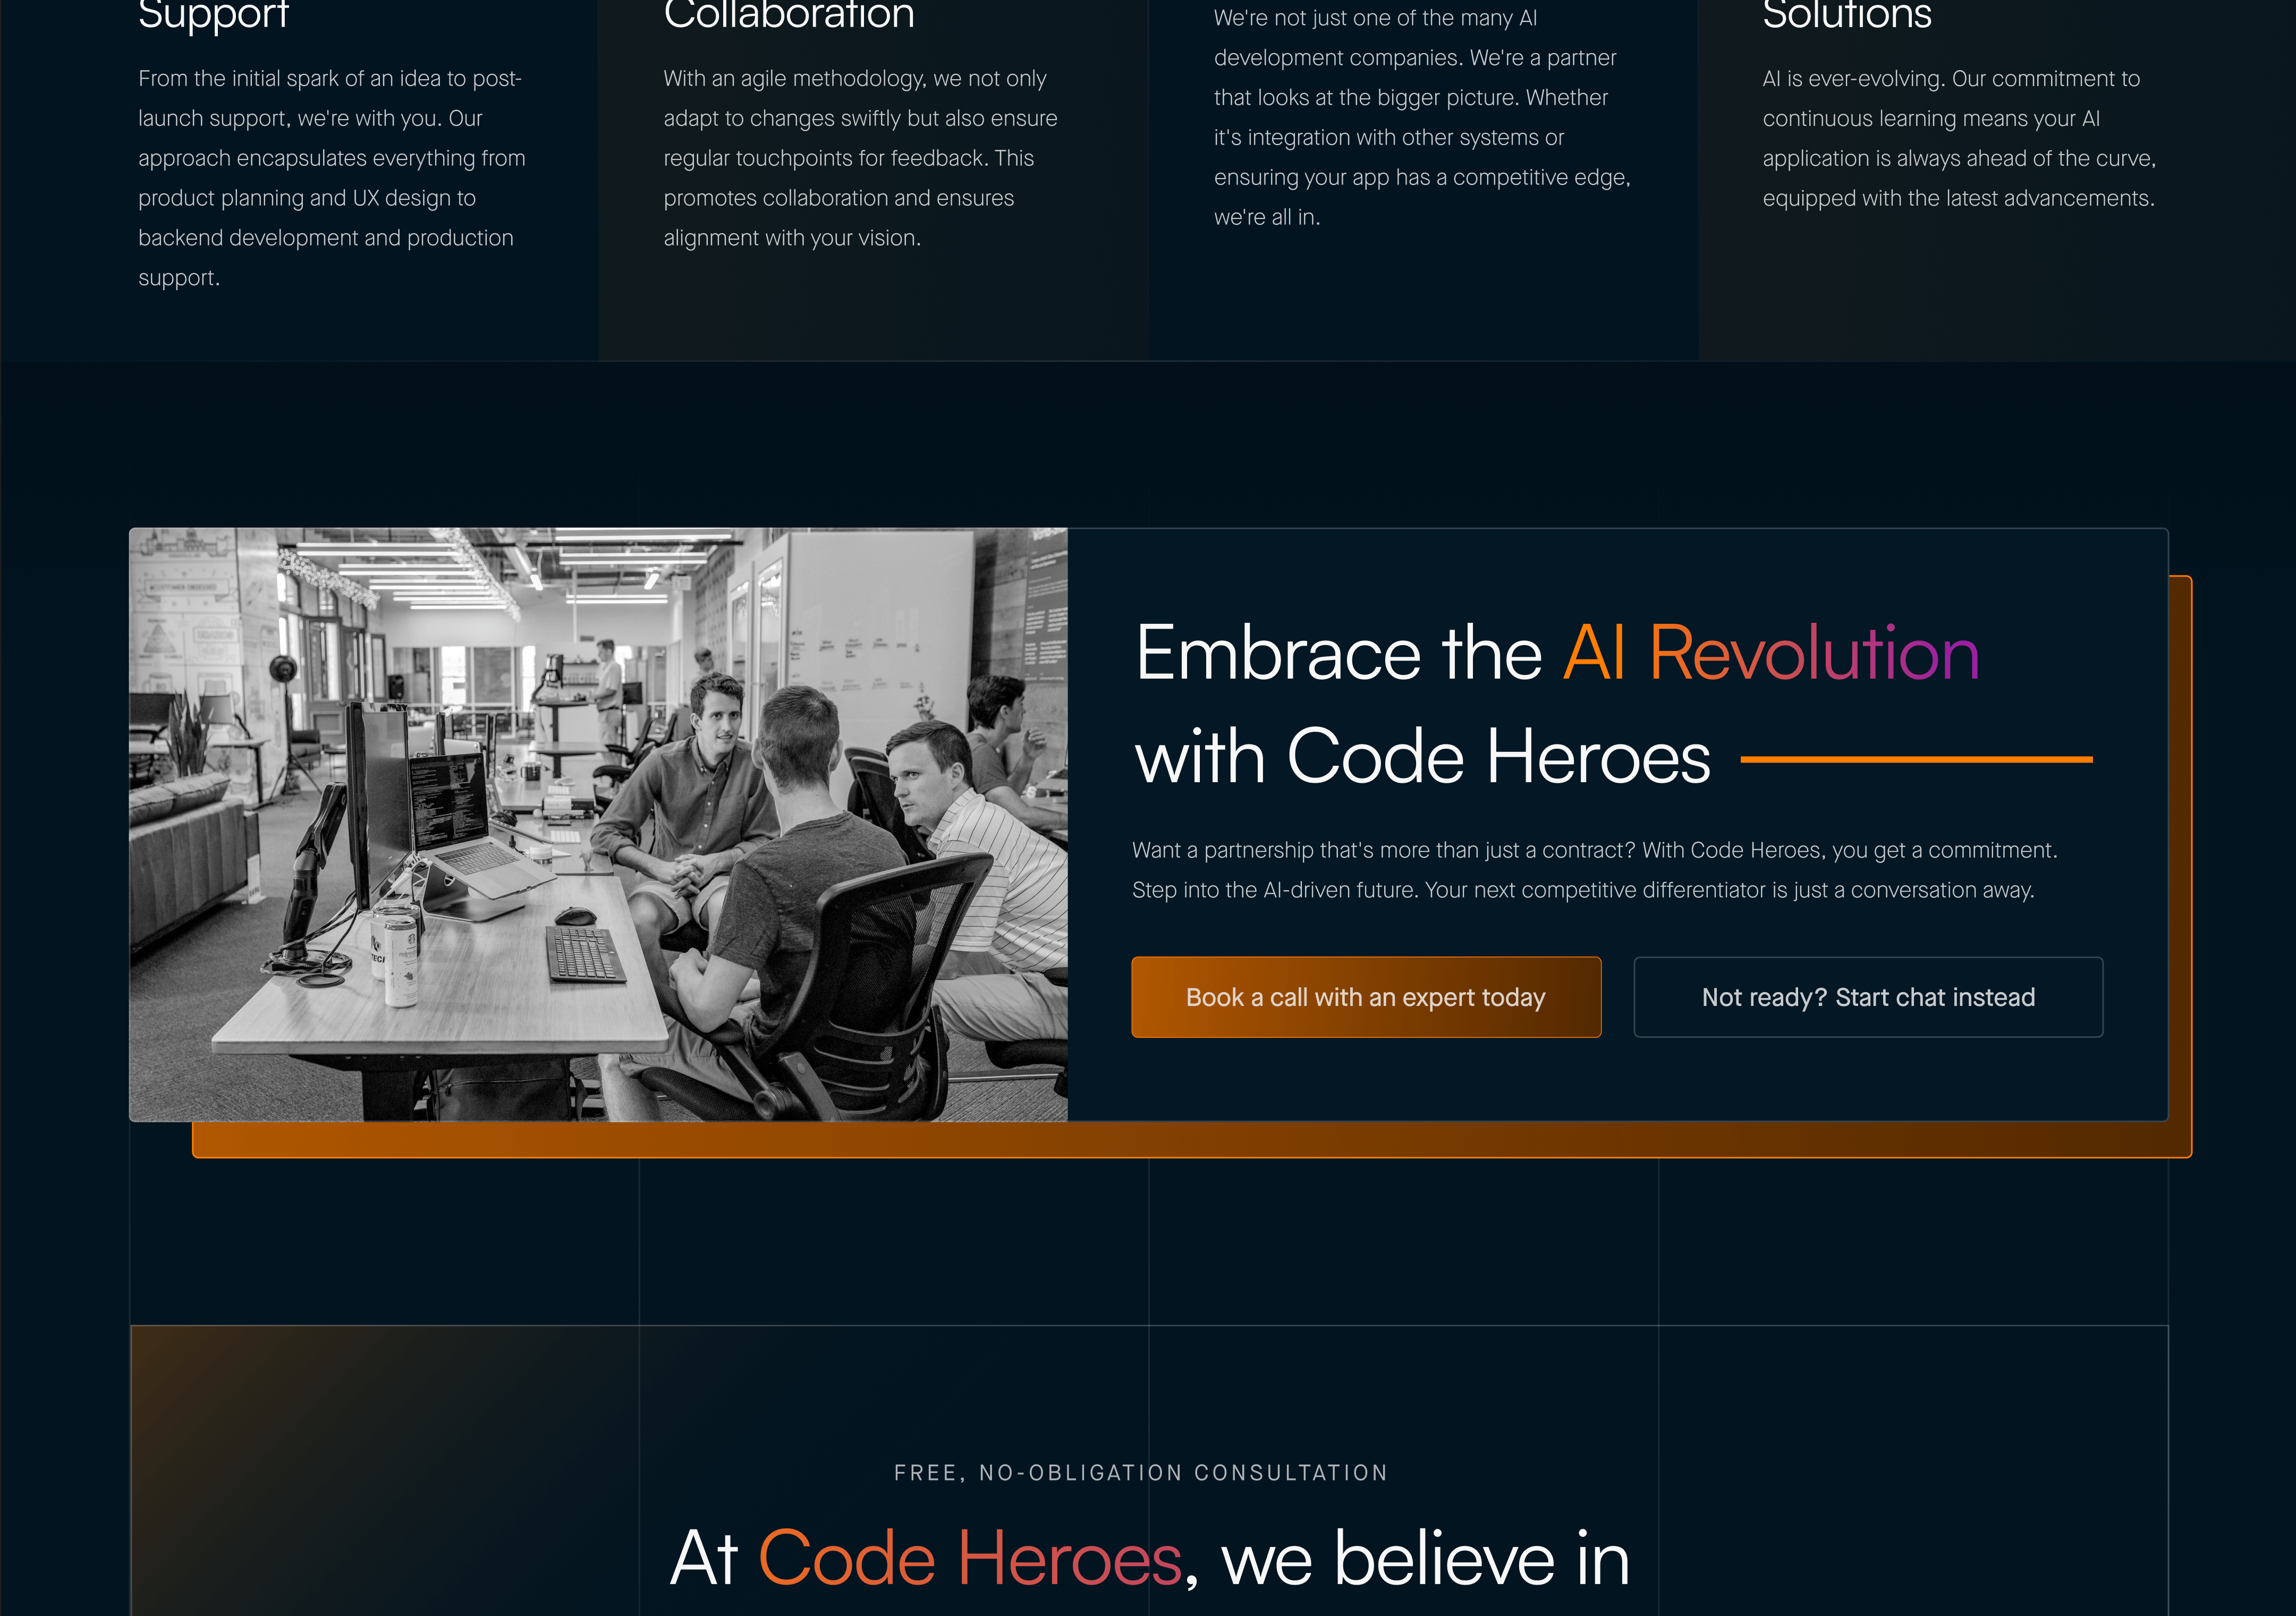 Support
From the initial spark of an idea to post-
launch support, we're with you. Our
approach encapsulates everything from
product planning and UX design to
backend development and production
support.
Collaboration
With an agile methodology, we not only
adapt to changes swiftly but also ensure
regular touchpoints for feedback. This
promotes collaboration and ensures
alignment with your vision.
We're not just one of the many AI
development companies. We're a partner
that looks at the bigger picture. Whether
it's integration with other systems or
ensuring your app has a competitive edge,
we're all in.
Solutions
AI is ever-evolving. Our commitment to
continuous learning means your AI
application is always ahead of the curve,
equipped with the latest advancements.
Embrace the AI Revolution
with Code Heroes
Want a partnership that's more than just a contract? With Code Heroes, you get a commitment.
Step into the AI-driven future. Your next competitive differentiator is just a conversation away.
Book a call with an expert today
Not ready? Start chat instead
FREE, NO-OBLIGATION CONSULTATION
At Code Heroes, we believe in